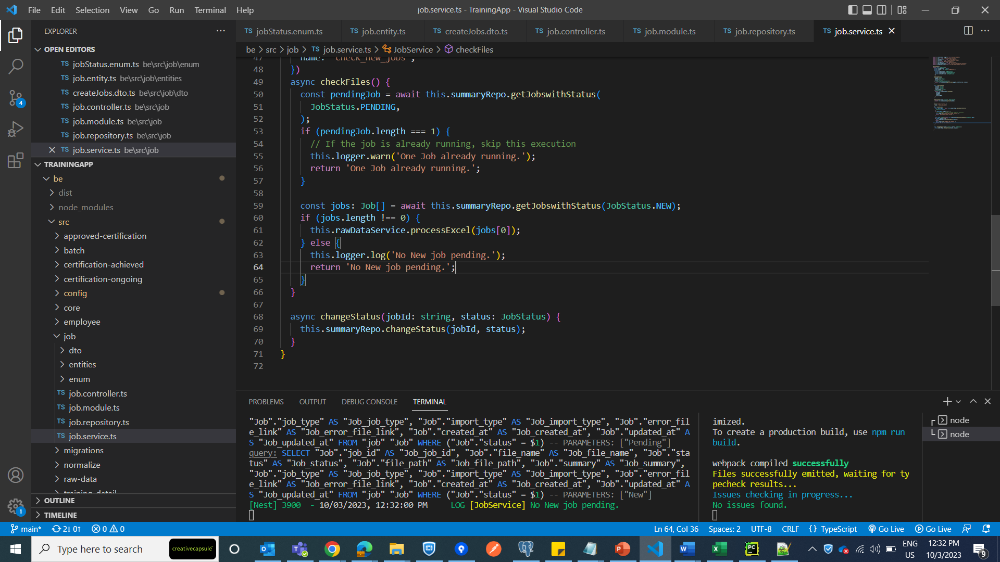 File Edit Selection View Go Run Terminal Help
job.service.ts - TrainingApp - Visual Studio Code
EXPLORER
OPEN EDITORS
TS jobStatus.enum.ts be\src\job\enum
TS job.entity.ts be\src\job\entities
TS createJobs.dto.ts be\src\job\dto
TS job.controller.ts be\src\job
TS job.module.ts be\src\job
TS job.repository.ts be\src\job
TS job.service.ts be\src\job
TRAININGAPP
be
dist
node_modules
src
approved-certification
batch
certification-achieved
certification-ongoing
config
core
employee
job
dto
entities
enum
TS job.controller.ts
TS job.module.ts
TS job.repository.ts
TS job.service.ts
migrations
normalize
raw-data
training_detail
OUTLINE
TIMELINE
4
1
TS jobStatus.enum.ts TS job.entity.ts TS createJobs.dto.ts TS job.controller.ts TS job.module.ts TS job.repository.ts TS job.service.ts
be > src > job > TS job.service.ts > JobService > checkFiles
47 name: 'check_new_jobs',
48 })
49 async checkFiles() {
50 const pendingJob = await this.summaryRepo.getJobswithStatus(
51 JobStatus.PENDING,
52 );
53 if (pendingJob.length === 1) {
54 // If the job is already running, skip this execution
55 this.logger.warn('One Job already running.');
56 return 'One Job already running.';
57 }
58
59 const jobs: Job[] = await this.summaryRepo.getJobswithStatus(JobStatus.NEW);
60 if (jobs.length !== 0) {
61 this.rawDataService.processExcel(jobs[0]);
62 } else {
63 this.logger.log('No New job pending.');
64 return 'No New job pending.';
65 }
66 }
67
68 async changeStatus(jobId: string, status: JobStatus) {
69 this.summaryRepo.changeStatus(jobId, status);
70 }
71 }
72
PROBLEMS OUTPUT DEBUG CONSOLE TERMINAL
"Job"."job_type" AS "Job_job_type", "Job"."import_type" AS "Job_import_type", "Job"."error_fil
e_link" AS "Job_error_file_link", "Job"."created_at" AS "Job_created_at", "Job"."updated_at" A
S "Job_updated_at" FROM "job" "Job" WHERE ("Job"."status" = $1) -- PARAMETERS: ["Pending"]
query: SELECT "Job"."job_id" AS "Job_job_id", "Job"."file_name" AS "Job_file_name", "Job"."sta
tus" AS "Job_status", "Job"."file_path" AS "Job_file_path", "Job"."summary" AS "Job_summary",
"Job"."job_type" AS "Job_job_type", "Job"."import_type" AS "Job_import_type", "Job"."error_fil
e_link" AS "Job_error_file_link", "Job"."created_at" AS "Job_created_at", "Job"."updated_at" A
S "Job_updated_at" FROM "job" "Job" WHERE ("Job"."status" = $1) -- PARAMETERS: ["New"]
[Nest] 3900 - 10/03/2023, 12:32:00 PM LOG [JobService] No New job pending.
imized.
To create a production build, use npm run
build.
webpack compiled successfully
Files successfully emitted, waiting for ty
pecheck results...
Issues checking in progress...
No issues found.
node
node
main* 2↓ 0↑ 0 0
Ln 64, Col 36 Spaces: 2 UTF-8 CRLF {} TypeScript Go Live Go Live
Type here to search
creativecapsule
ENG
US
12:32 PM
10/3/2023
9